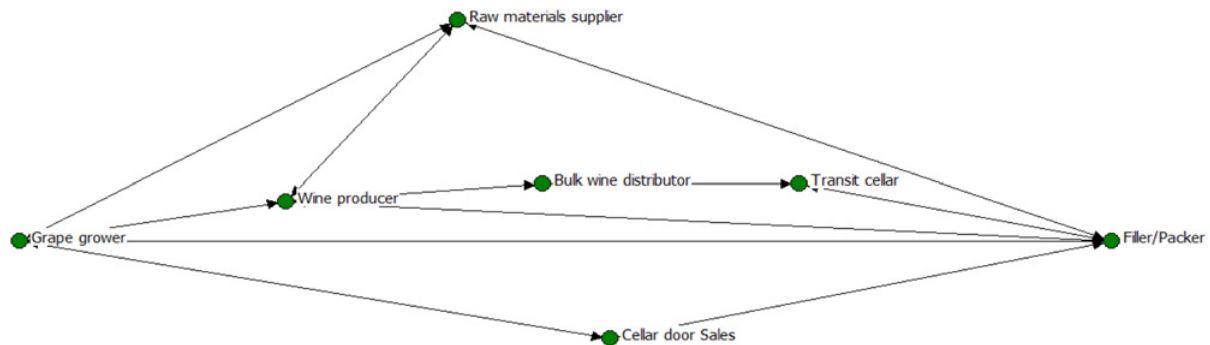 Raw materials supplier
Bulk wine distributor
Transit cellar
Wine producer
Grape grower
Filler/Packer
Cellar door Sales